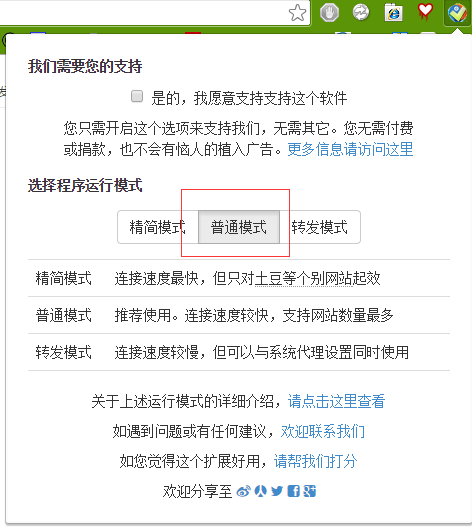 我们需要您的支持
是的，我愿意支持支持这个软件
您只需开启这个选项来支持我们，无需其它。您无需付费
或捐款，也不会有恼人的植入广告。更多信息请访问这里
选择程序运行模式
精简模式 普通模式 转发模式
精简模式 连接速度最快，但只对土豆等个别网站起效
普通模式 推荐使用。连接速度较快，支持网站数量最多
转发模式 连接速度较慢，但可以与系统代理设置同时使用
关于上述运行模式的详细介绍，请点击这里查看
如遇到问题或有任何建议，欢迎联系我们
如您觉得这个扩展好用，请帮我们打分
欢迎分享至